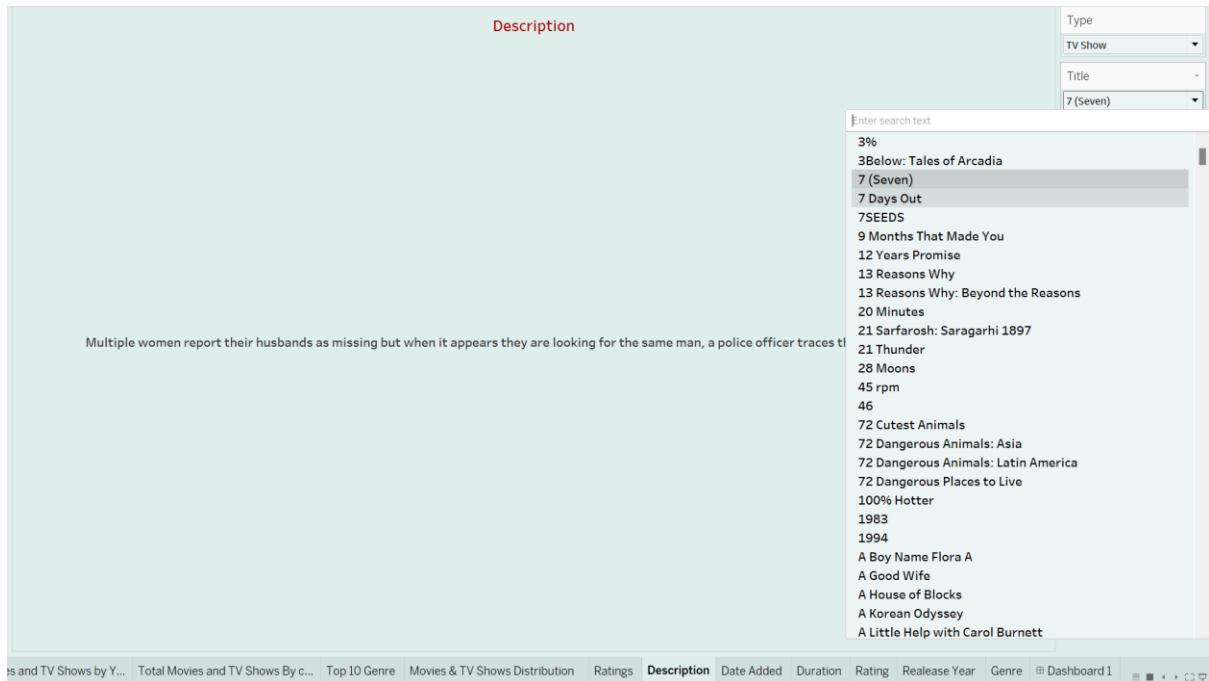 Description
Type
TV Show
Title
7 (Seven)
Enter search text
3%
3Below: Tales of Arcadia
7 (Seven)
7 Days Out
7SEEDS
9 Months That Made You
12 Years Promise
13 Reasons Why
13 Reasons Why: Beyond the Reasons
20 Minutes
21 Sarfarosh: Saragarhi 1897
21 Thunder
28 Moons
45 rpm
46
72 Cutest Animals
72 Dangerous Animals: Asia
72 Dangerous Animals: Latin America
72 Dangerous Places to Live
100% Hotter
1983
1994
A Boy Name Flora A
A Good Wife
A House of Blocks
A Korean Odyssey
A Little Help with Carol Burnett
Multiple women report their husbands as missing but when it appears they are looking for the same man, a police officer traces
and TV Shows by Y... Total Movies and TV Shows By c... Top 10 Genre Movies & TV Shows Distribution Ratings Description Date Added Duration Rating Realease Year Genre Dashboard 1